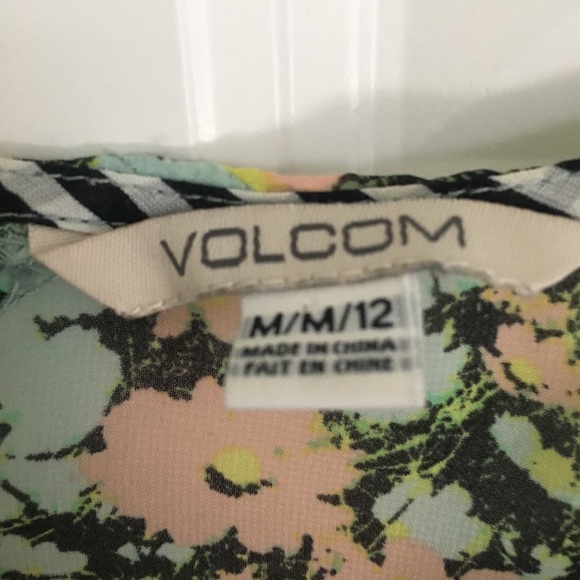 VOLCOM
M/M/12
MADE IN CHINA
FAIT EN CHINE